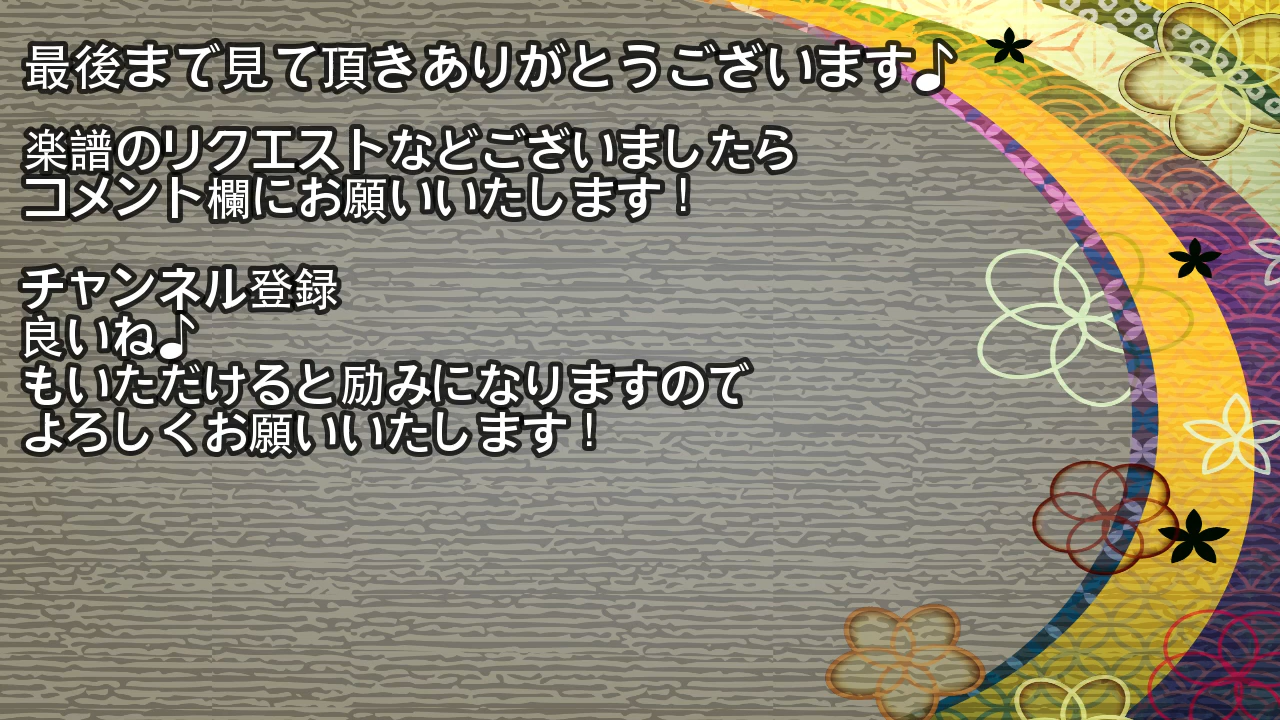 最後まで見て頂きありがとうございます♪
楽譜のリクエストなどございましたら
コメント欄にお願いいたします！
チャンネル登録
良いね♪
もいただけると励みになりますので
よろしくお願いいたします！